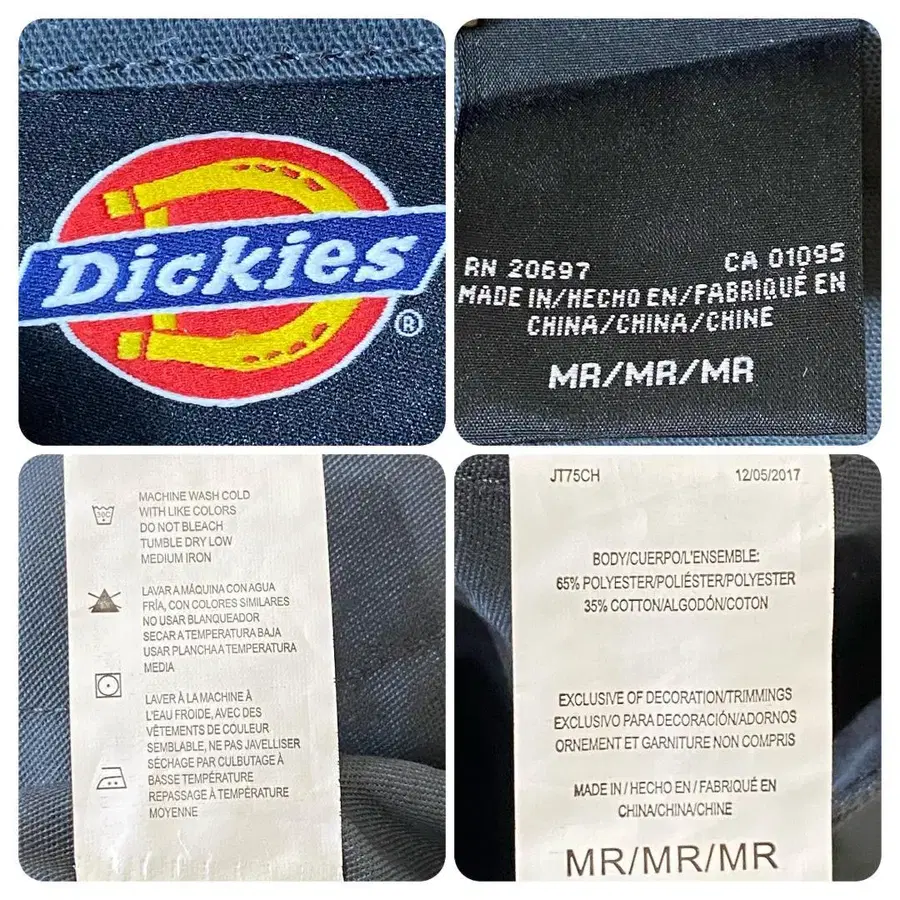 Dickies
®
RN 20697 CA 01095
MADE IN/HECHO EN/FABRIQUÉ EN
CHINA/CHINA/CHINE
MR/MR/MR
30C
MACHINE WASH COLD
WITH LIKE COLORS
DO NOT BLEACH
TUMBLE DRY LOW
MEDIUM IRON
LAVAR A MÁQUINA CON AGUA
FRÍA, CON COLORES SIMILARES
NO USAR BLANQUEADOR
SECAR A TEMPERATURA BAJA
USAR PLANCHA A TEMPERATURA
MEDIA
LAVER À LA MACHINE À
L'EAU FROIDE, AVEC DES
VÊTEMENTS DE COULEUR
SEMBLABLE, NE PAS JAVELLISER
SÉCHAGE PAR CULBUTAGE À
BASSE TEMPÉRATURE
REPASSAGE À TEMPÉRATURE
MOYENNE
JT75CH 12/05/2017
BODY/CUERPO/L'ENSEMBLE:
65% POLYESTER/POLIÉSTER/POLYESTER
35% COTTON/ALGODÓN/COTON
EXCLUSIVE OF DECORATION/TRIMMINGS
EXCLUSIVO PARA DECORACIÓN/ADORNOS
ORNEMENT ET GARNITURE NON COMPRIS
MADE IN / HECHO EN / FABRIQUÉ EN
CHINA/CHINA/CHINE
MR/MR/MR